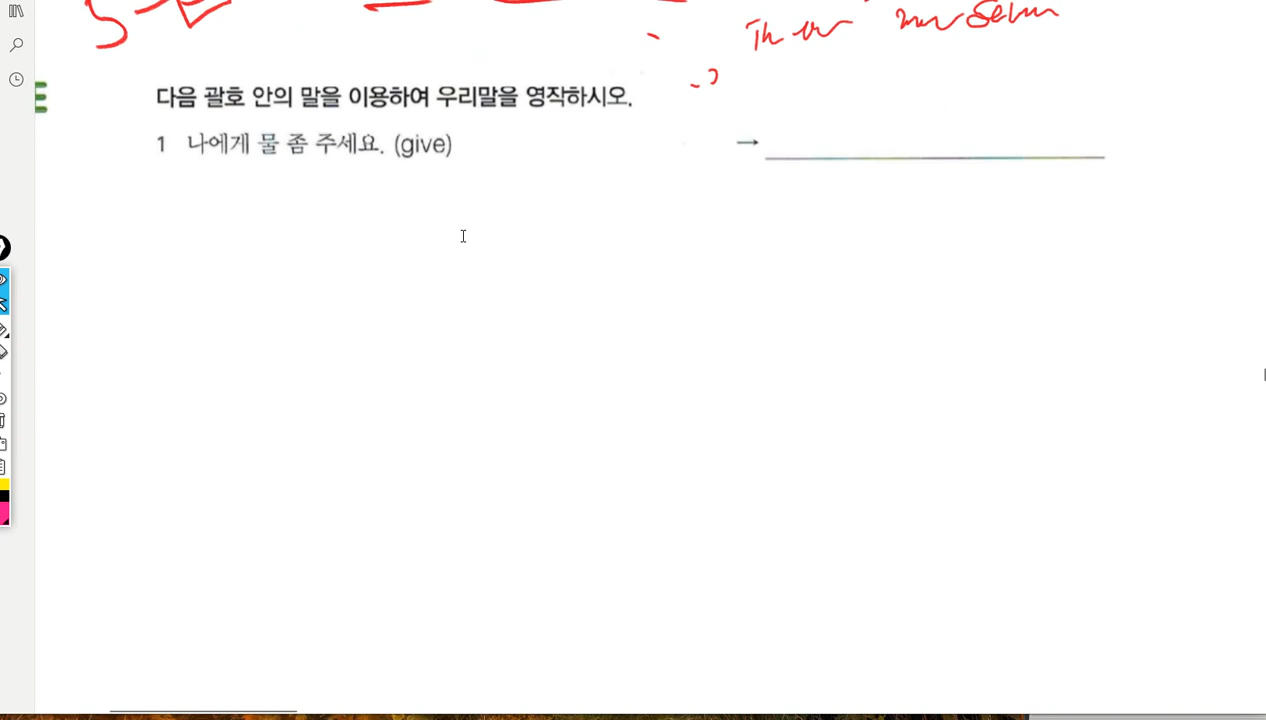 E
다음 괄호 안의 말을 이용하여 우리말을 영작하시오.
1 나에게 물 좀 주세요. (give) →